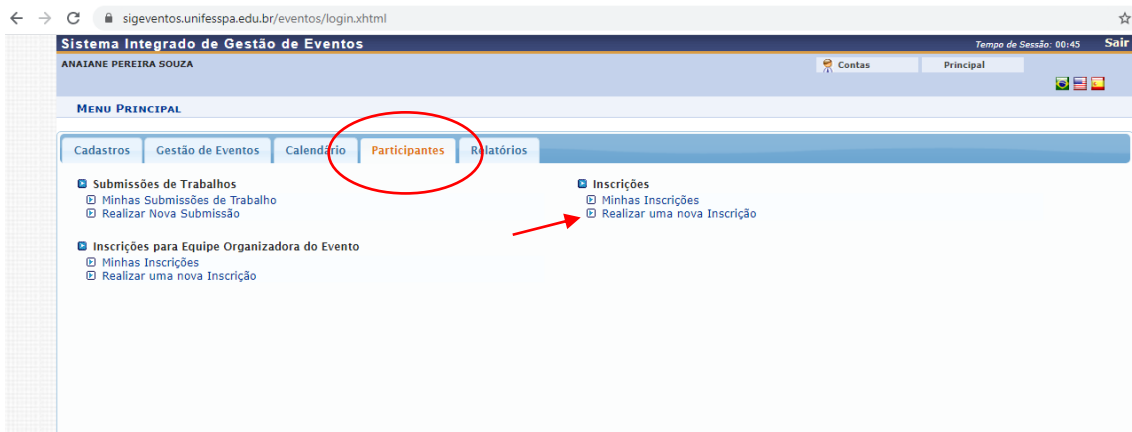 sigeventos.unifesspa.edu.br/eventos/login.xhtml
Sistema Integrado de Gestão de Eventos
Tempo de Sessão: 00:45 Sair
ANAIANE PEREIRA SOUZA
Contas Principal
MENU PRINCIPAL
Cadastros Gestão de Eventos Calendário Participantes Relatórios
Submissões de Trabalhos
Minhas Submissões de Trabalho
Realizar Nova Submissão
Inscrições
Minhas Inscrições
Realizar uma nova Inscrição
Inscrições para Equipe Organizadora do Evento
Minhas Inscrições
Realizar uma nova Inscrição